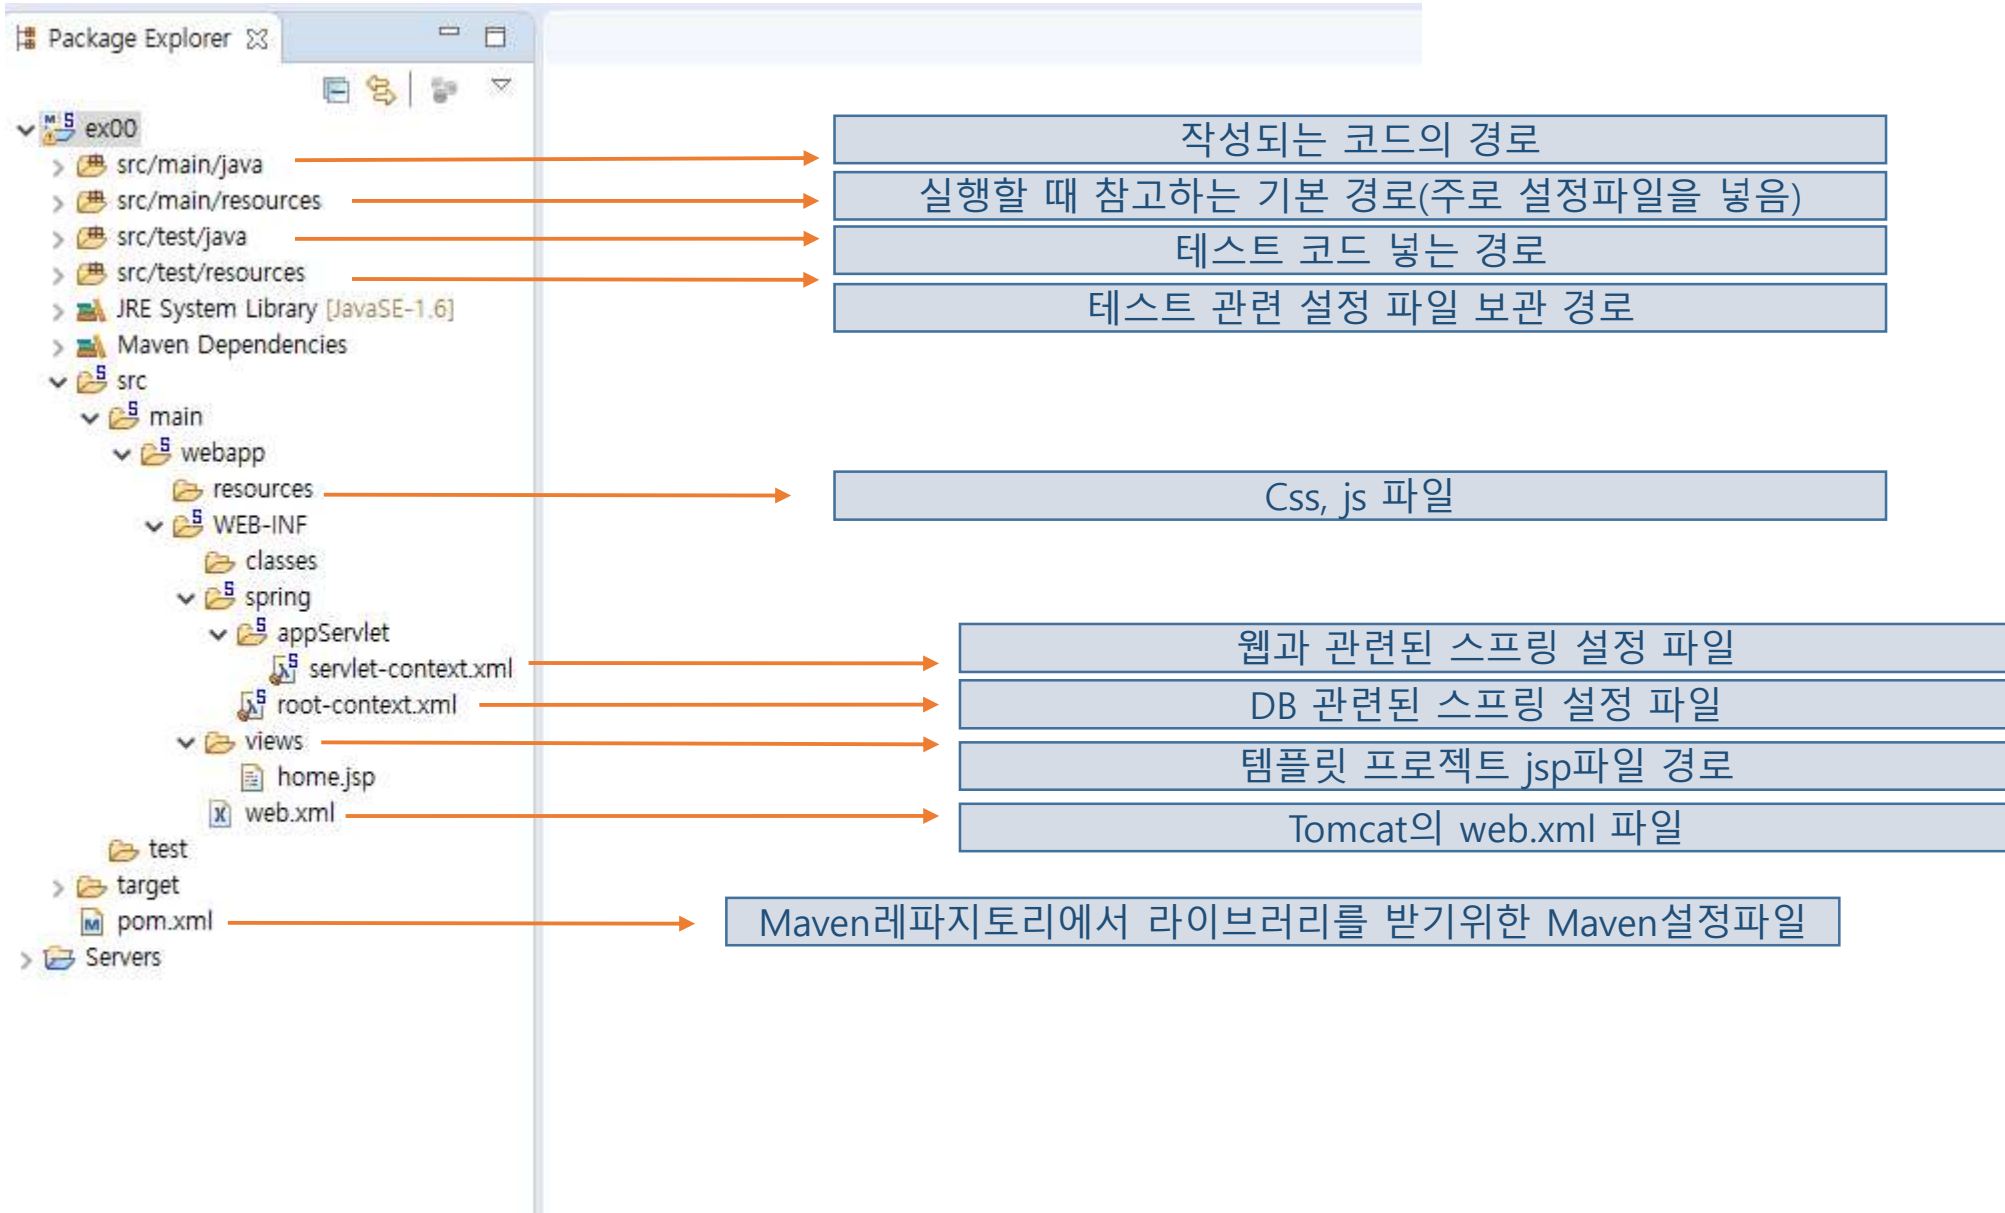 Package Explorer
ex00
src/main/java
작성되는 코드의 경로
src/main/resources
실행할 때 참고하는 기본 경로(주로 설정파일을 넣음)
src/test/java
테스트 코드 넣는 경로
src/test/resources
테스트 관련 설정 파일 보관 경로
JRE System Library [JavaSE-1.6]
Maven Dependencies
src
main
webapp
resources
Css, js 파일
WEB-INF
classes
spring
appServlet
servlet-context.xml
웹과 관련된 스프링 설정 파일
root-context.xml
DB 관련된 스프링 설정 파일
views
템플릿 프로젝트 jsp파일 경로
home.jsp
web.xml
Tomcat의 web.xml 파일
test
target
pom.xml
Maven레파지토리에서 라이브러리를 받기위한 Maven설정파일
Servers